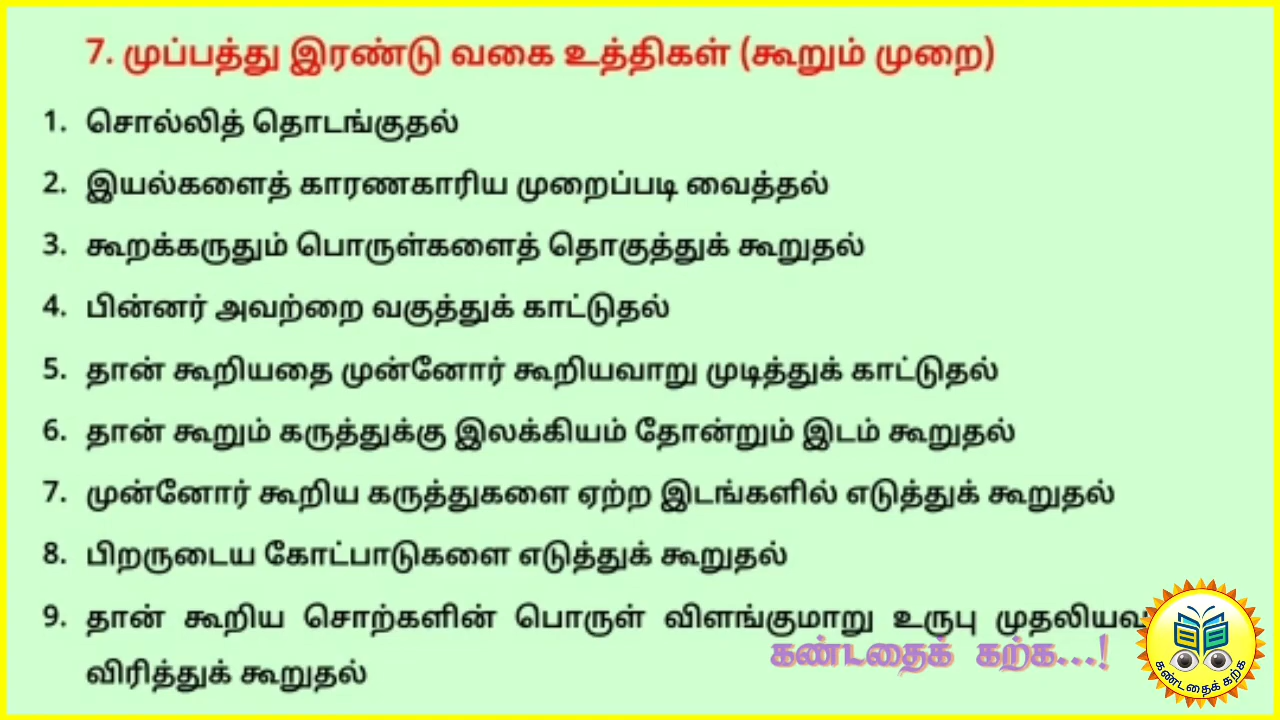 7. முப்பத்து இரண்டு வகை உத்திகள் (கூறும் முறை)
1. சொல்லித் தொடங்குதல்
2. இயல்களைத் காரணகாரிய முறைப்படி வைத்தல்
3. கூறக்கருதும் பொருள்களைத் தொகுத்துக் கூறுதல்
4. பின்னர் அவற்றை வகுத்துக் காட்டுதல்
5. தான் கூறியதை முன்னோர் கூறியவாறு முடித்துக் காட்டுதல்
6. தான் கூறும் கருத்துக்கு இலக்கியம் தோன்றும் இடம் கூறுதல்
7. முன்னோர் கூறிய கருத்துகளை ஏற்ற இடங்களில் எடுத்துக் கூறுதல்
8. பிறருடைய கோட்பாடுகளை எடுத்துக் கூறுதல்
9. தான் கூறிய சொற்களின் பொருள் விளங்குமாறு உருபு
விரித்துக் கூறுதல்
கண்டதைக் கற்க...!
கண்டதைக் கற்க